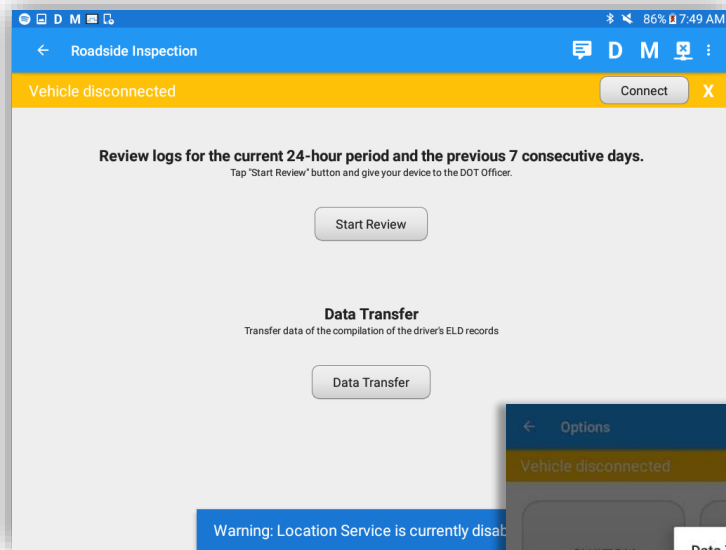 D M
86% 7:49 AM
Roadside Inspection
D M
Vehicle disconnected
Connect
X
Review logs for the current 24-hour period and the previous 7 consecutive days.
Tap "Start Review" button and give your device to the DOT Officer.
Start Review
Data Transfer
Transfer data of the compilation of the driver's ELD records
Data Transfer
Options
Vehicle disconnected
Warning: Location Service is currently disab
Data